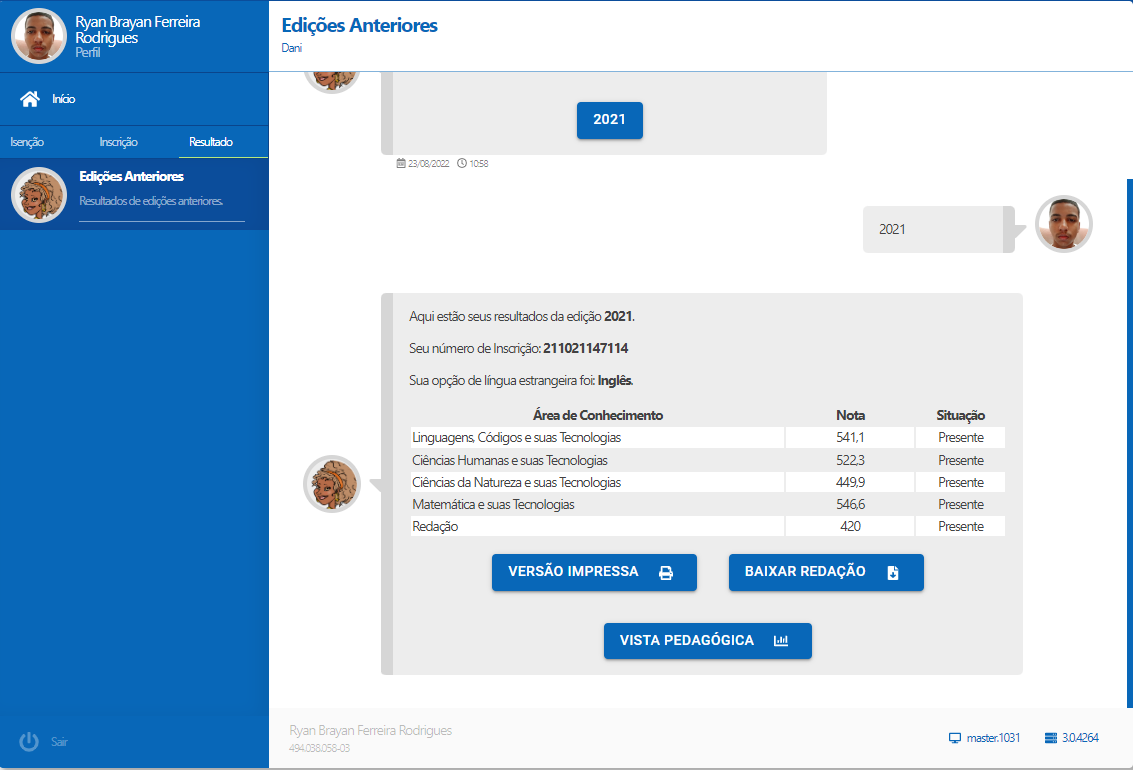 Ryan Brayan Ferreira
Rodrigues
Perfil
Início
Isenção Inscrição Resultado
Edições Anteriores
Resultados de edições anteriores.
Sair
Edições Anteriores
Dani
2021
23/08/2022 10:58
2021
Aqui estão seus resultados da edição 2021.
Seu número de Inscrição: 211021147114
Sua opção de língua estrangeira foi: Inglês.
Área de Conhecimento Nota Situação
Linguagens, Códigos e suas Tecnologias 541,1 Presente
Ciências Humanas e suas Tecnologias 522,3 Presente
Ciências da Natureza e suas Tecnologias 449,9 Presente
Matemática e suas Tecnologias 546,6 Presente
Redação 420 Presente
VERSÃO IMPRESSA BAIXAR REDAÇÃO
VISTA PEDAGÓGICA
Ryan Brayan Ferreira Rodrigues
494.038.058-03
master.1031 3.0.4264